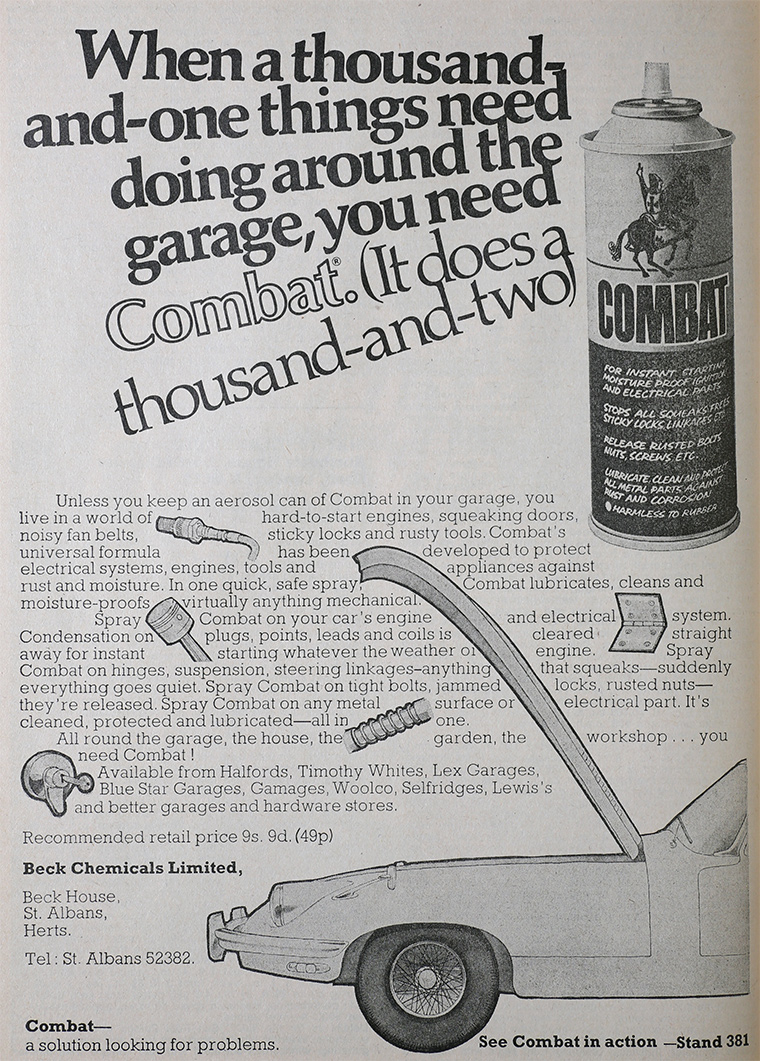 When a thousand-
and-one things need
doing around the
garage, you need
Combat®. (It does a
thousand-and-two)
COMBAT
FOR INSTANT STARTING
MOISTURE PROOF IGNITION
AND ELECTRICAL PARTS
STOPS ALL SQUEAKS FREES
STICKY LOCKS, LINKAGES ETC
RELEASE RUSTED BOLTS
NUTS, SCREWS, ETC.
LUBRICATE, CLEAN AND PROTECT
ALL METAL PARTS AGAINST
RUST AND CORROSION
HARMLESS TO RUBBER
Unless you keep an aerosol can of Combat in your garage, you
live in a world of hard-to-start engines, squeaking doors,
noisy fan belts, sticky locks and rusty tools. Combat's
universal formula has been developed to protect
electrical systems, engines, tools and appliances against
rust and moisture. In one quick, safe spray, Combat lubricates, cleans and
moisture-proofs virtually anything mechanical.
Spray Combat on your car's engine and electrical system.
Condensation on plugs, points, leads and coils is cleared straight
away for instant starting whatever the weather or engine. Spray
Combat on hinges, suspension, steering linkages—anything that squeaks—suddenly
everything goes quiet. Spray Combat on tight bolts, jammed locks, rusted nuts—
they're released. Spray Combat on any metal surface or electrical part. It's
cleaned, protected and lubricated—all in one.
All round the garage, the house, the garden, the workshop . . . you
need Combat !
Available from Halfords, Timothy Whites, Lex Garages,
Blue Star Garages, Gamages, Woolco, Selfridges, Lewis's
and better garages and hardware stores.
Recommended retail price 9s. 9d. (49p)
Beck Chemicals Limited,
Beck House,
St. Albans,
Herts.
Tel : St. Albans 52382.
Combat—
a solution looking for problems.
See Combat in action —Stand 381